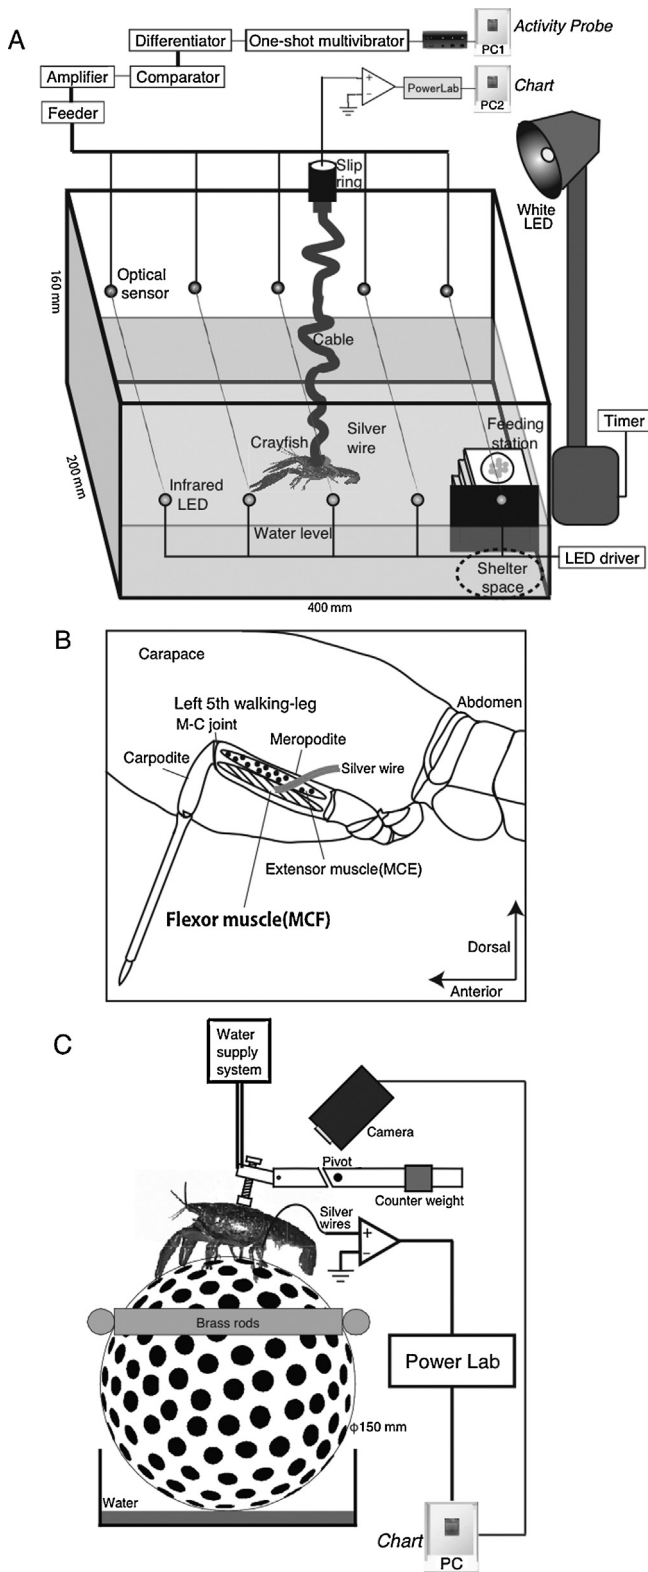 A
Differentiator
One-shot multivibrator
PC1
Activity Probe
Amplifier
Comparator
PowerLab
PC2
Chart
Feeder
Slip
ring
White
LED
160 mm
Optical
sensor
Cable
Timer
Feeding
station
Crayfish
Silver
wire
200 mm
Infrared
LED
Water level
LED driver
Shelter
space
400 mm
B
Carapace
Abdomen
Left 5th walking-leg
M-C joint
Meropodite
Carpodite
Silver wire
Extensor muscle(MCE)
Flexor muscle(MCF)
Dorsal
Anterior
C
Water
supply
system
Camera
Pivot
Counter weight
Silver
wires
Brass rods
Power Lab
ϕ150 mm
Water
Chart
PC